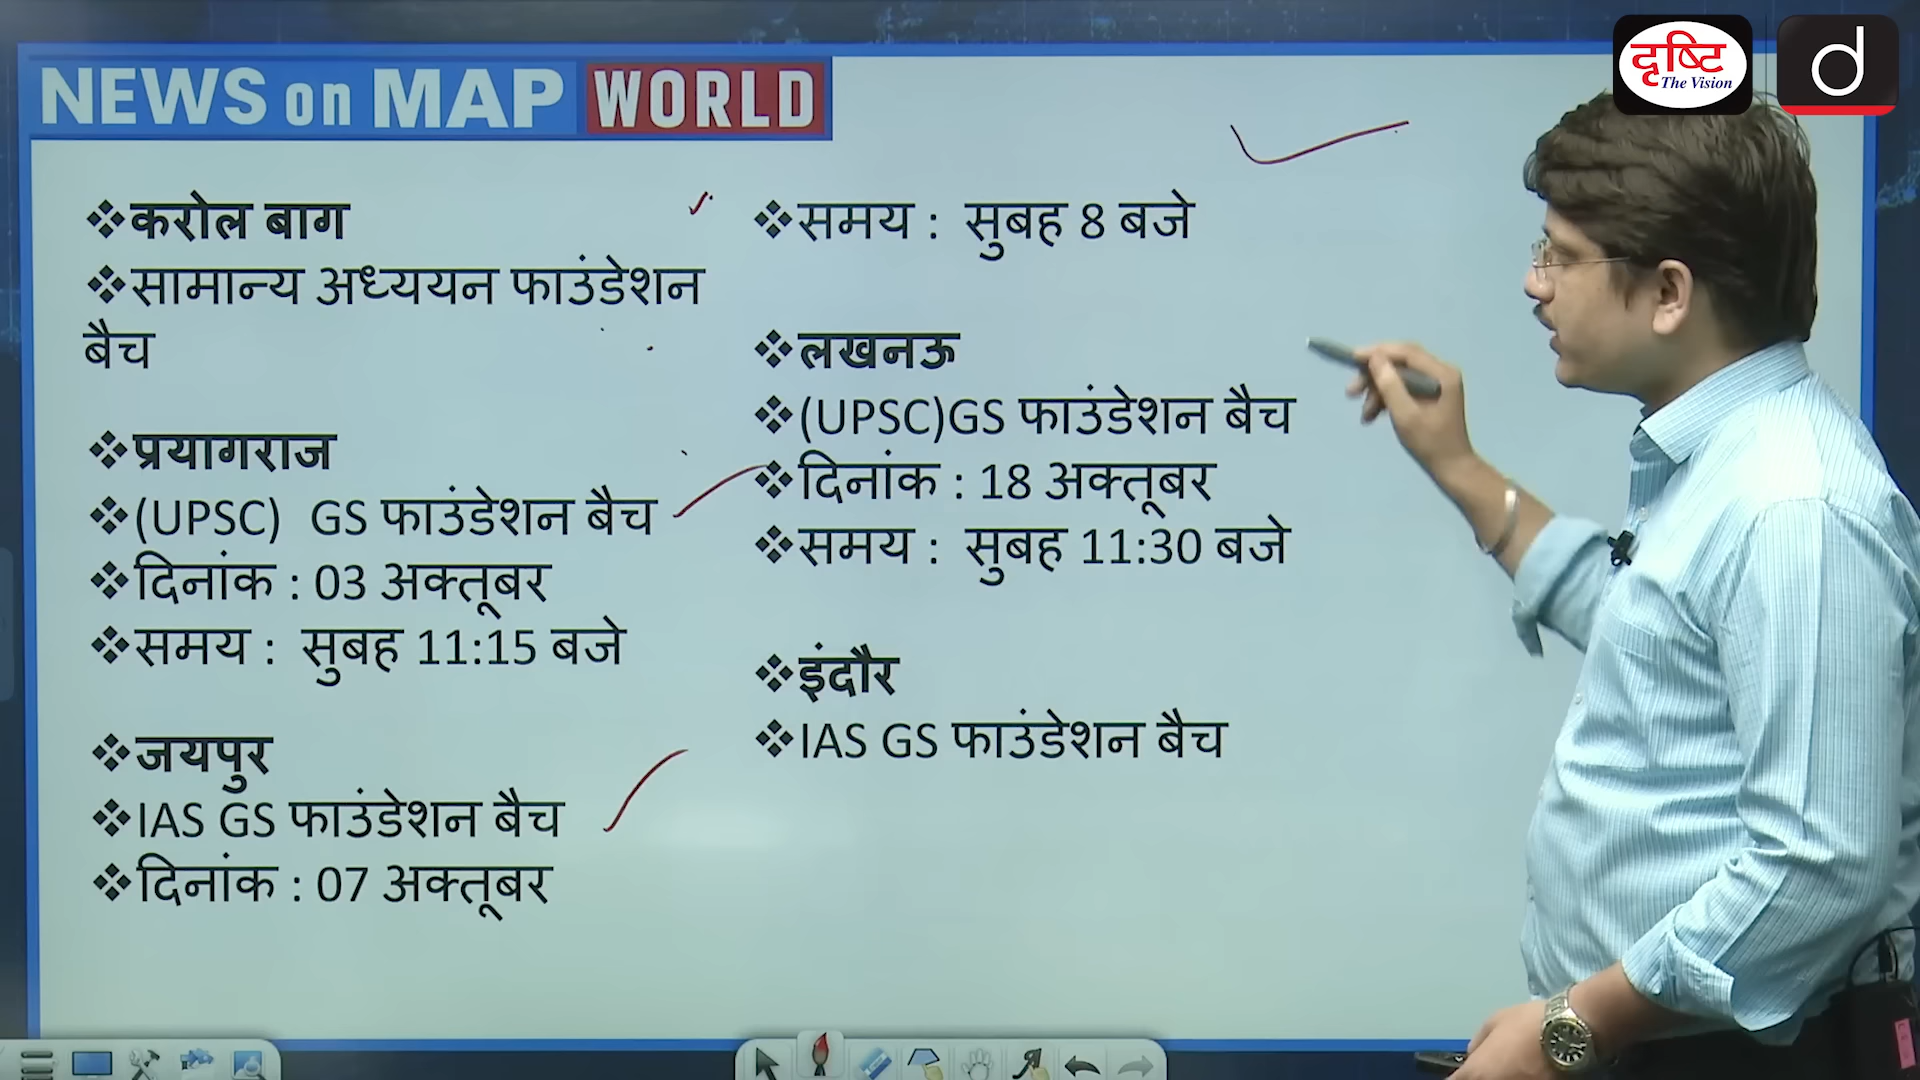 NEWS on MAP WORLD
दृष्टि
The Vision
d
❖करोल बाग
❖सामान्य अध्ययन फाउंडेशन
बैच
❖प्रयागराज
❖(UPSC) GS फाउंडेशन बैच
❖दिनांक : 03 अक्तूबर
❖समय : सुबह 11:15 बजे
❖जयपुर
❖IAS GS फाउंडेशन बैच
❖दिनांक : 07 अक्तूबर
❖समय : सुबह 8 बजे
❖लखनऊ
❖(UPSC)GS फाउंडेशन बैच
❖दिनांक : 18 अक्तूबर
❖समय : सुबह 11:30 बजे
❖इंदौर
❖IAS GS फाउंडेशन बैच